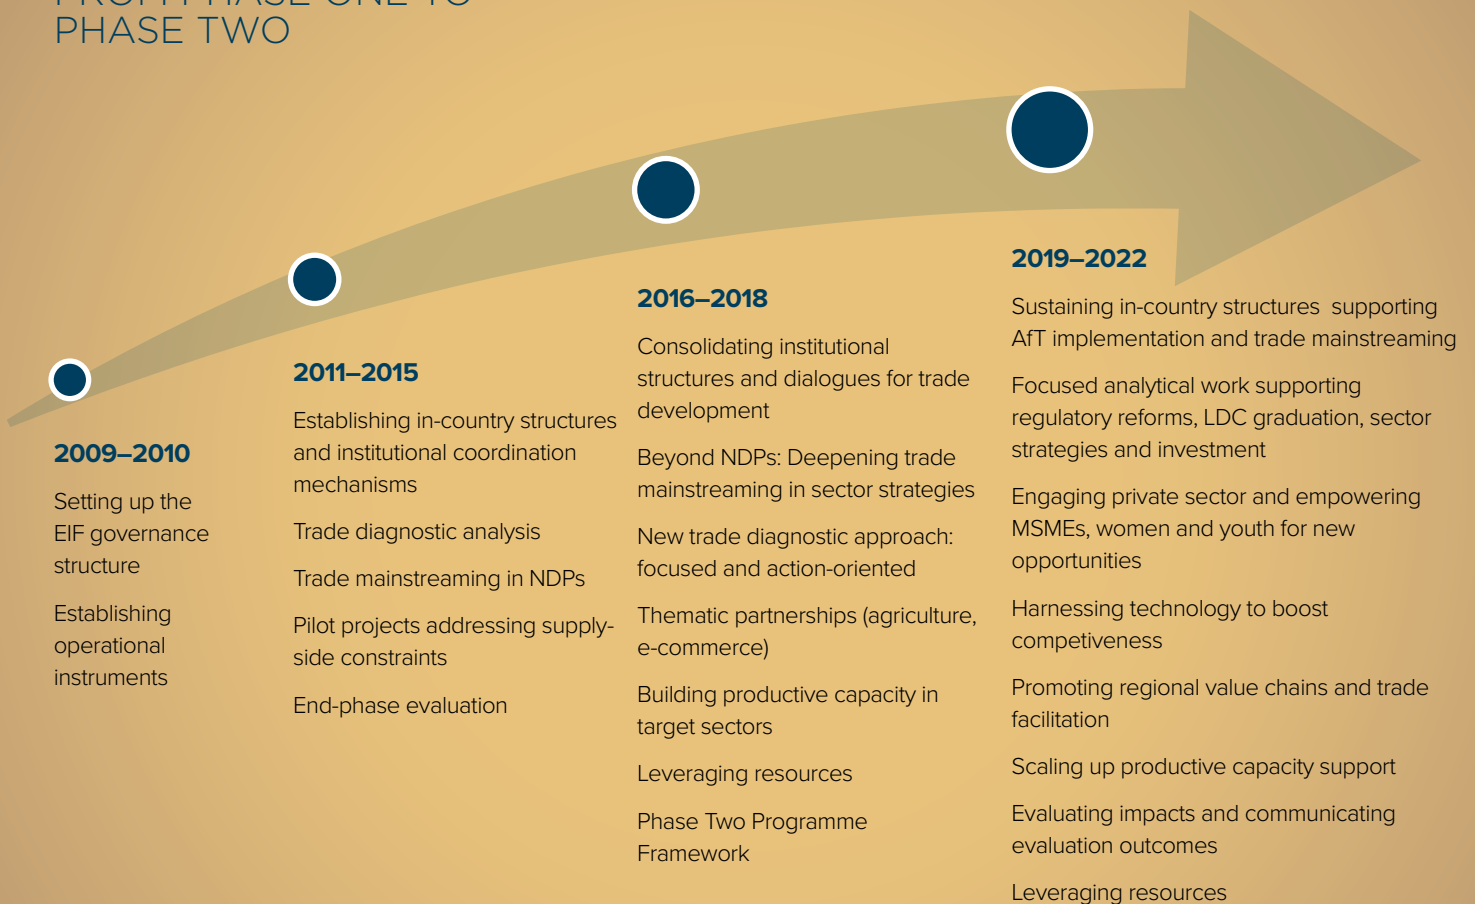 FROM PHASE ONE TO
PHASE TWO
2009–2010
Setting up the
EIF governance
structure
Establishing
operational
instruments
2011–2015
Establishing in-country structures
and institutional coordination
mechanisms
Trade diagnostic analysis
Trade mainstreaming in NDPs
Pilot projects addressing supply-
side constraints
End-phase evaluation
2016–2018
Consolidating institutional
structures and dialogues for trade
development
Beyond NDPs: Deepening trade
mainstreaming in sector strategies
New trade diagnostic approach:
focused and action-oriented
Thematic partnerships (agriculture,
e-commerce)
Building productive capacity in
target sectors
Leveraging resources
Phase Two Programme
Framework
2019–2022
Sustaining in-country structures supporting
AfT implementation and trade mainstreaming
Focused analytical work supporting
regulatory reforms, LDC graduation, sector
strategies and investment
Engaging private sector and empowering
MSMEs, women and youth for new
opportunities
Harnessing technology to boost
competiveness
Promoting regional value chains and trade
facilitation
Scaling up productive capacity support
Evaluating impacts and communicating
evaluation outcomes
Leveraging resources